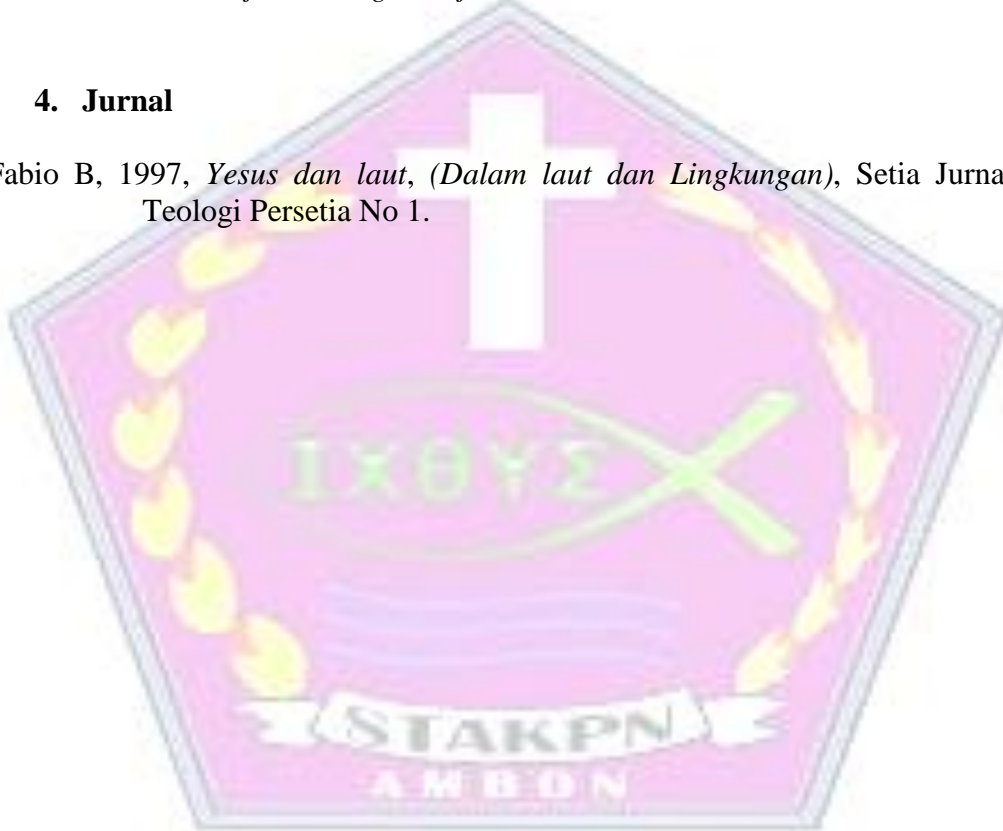 4. Jurnal
Fabio B, 1997, Yesus dan laut, (Dalam laut dan Lingkungan), Setia Jurna
Teologi Persetia No 1.
ΙΧΘΥΣ
STAKPN
AMBON